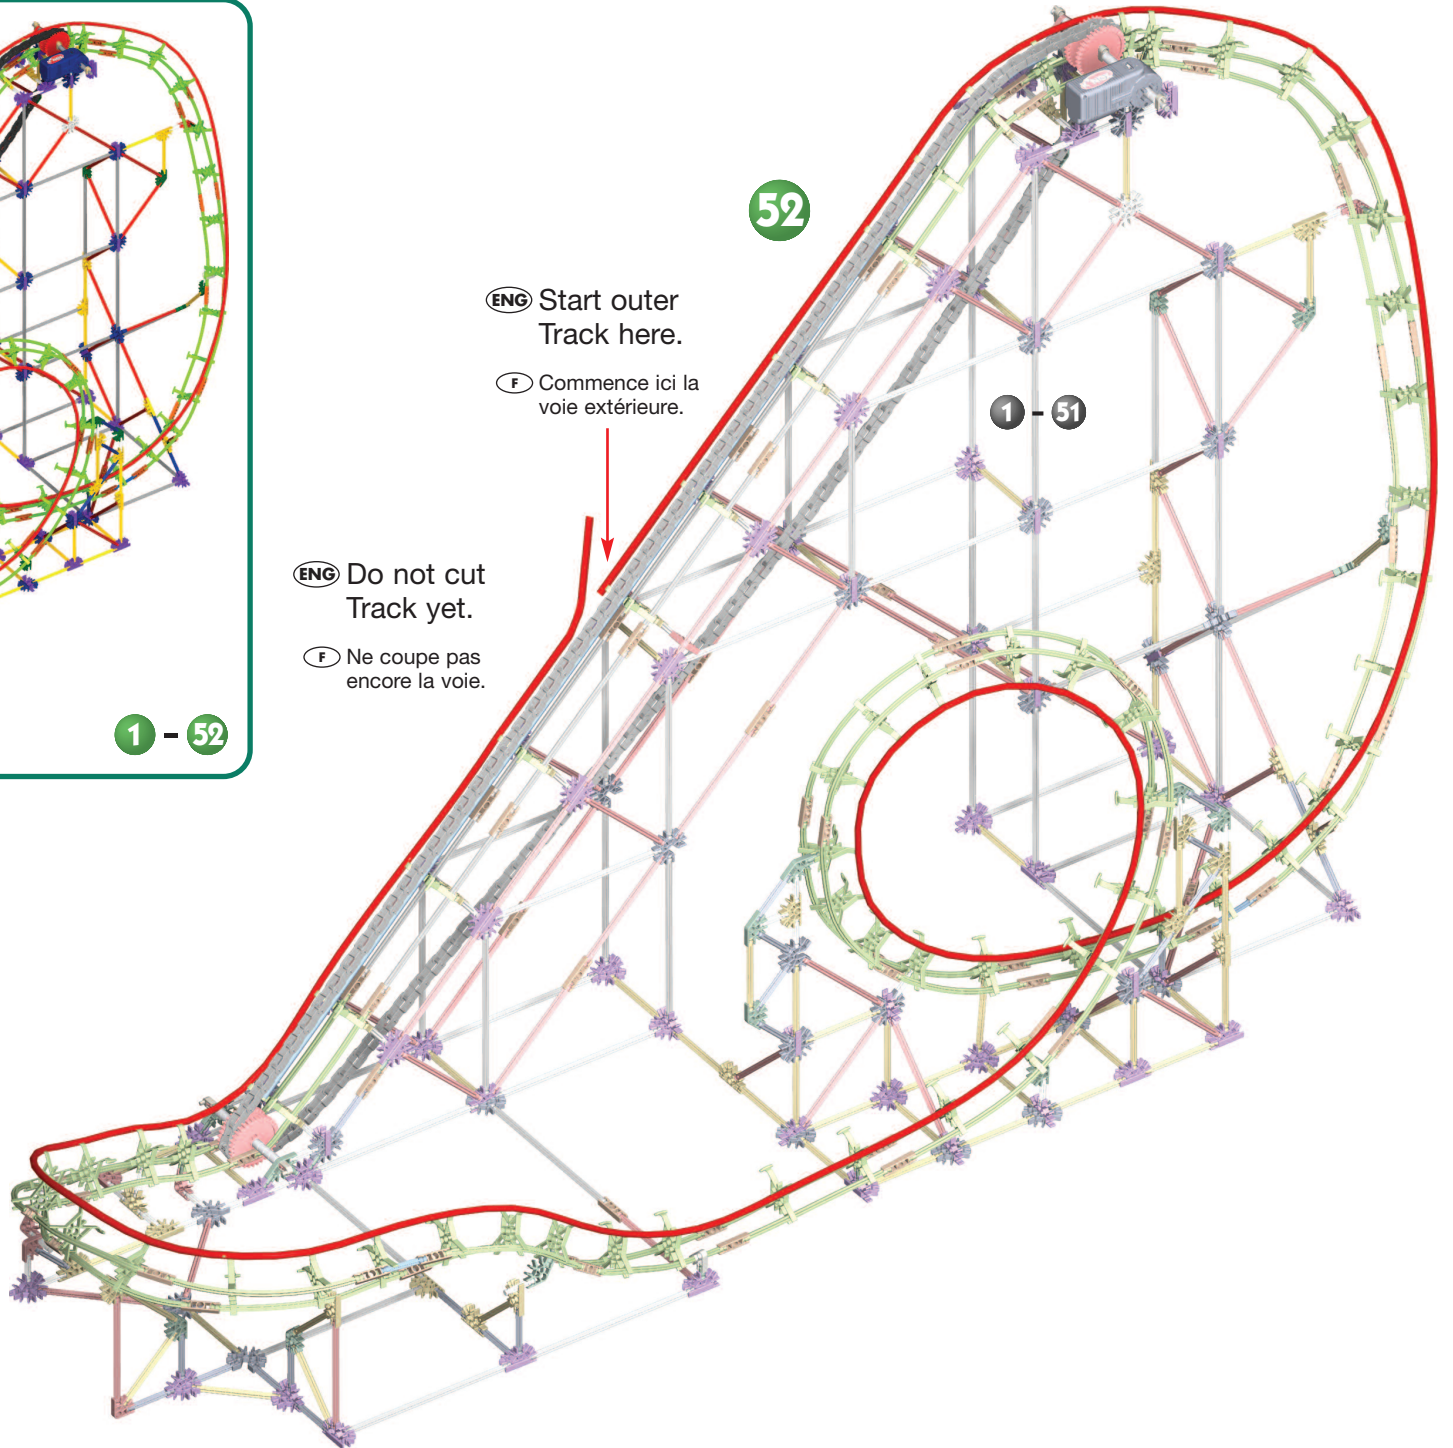 52
ENG Start outer
Track here.
F Commence ici la
voie extérieure.
1 - 51
ENG Do not cut
Track yet.
F Ne coupe pas
encore la voie.
1 - 52